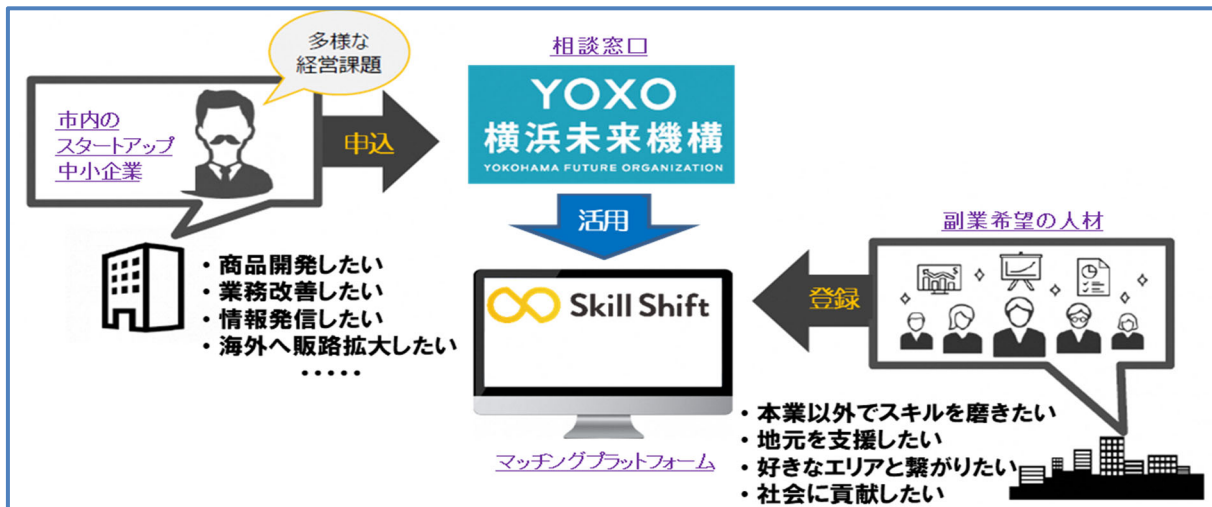 多様な
経営課題
市内の
スタートアップ
中小企業
申込
相談窓口
YOXO
横浜未来機構
YOKOHAMA FUTURE ORGANIZATION
活用
・商品開発したい
・業務改善したい
・情報発信したい
・海外へ販路拡大したい
・・・・・
Skill Shift
マッチングプラットフォーム
副業希望の人材
登録
・本業以外でスキルを磨きたい
・地元を支援したい
・好きなエリアと繋がりたい
・社会に貢献したい